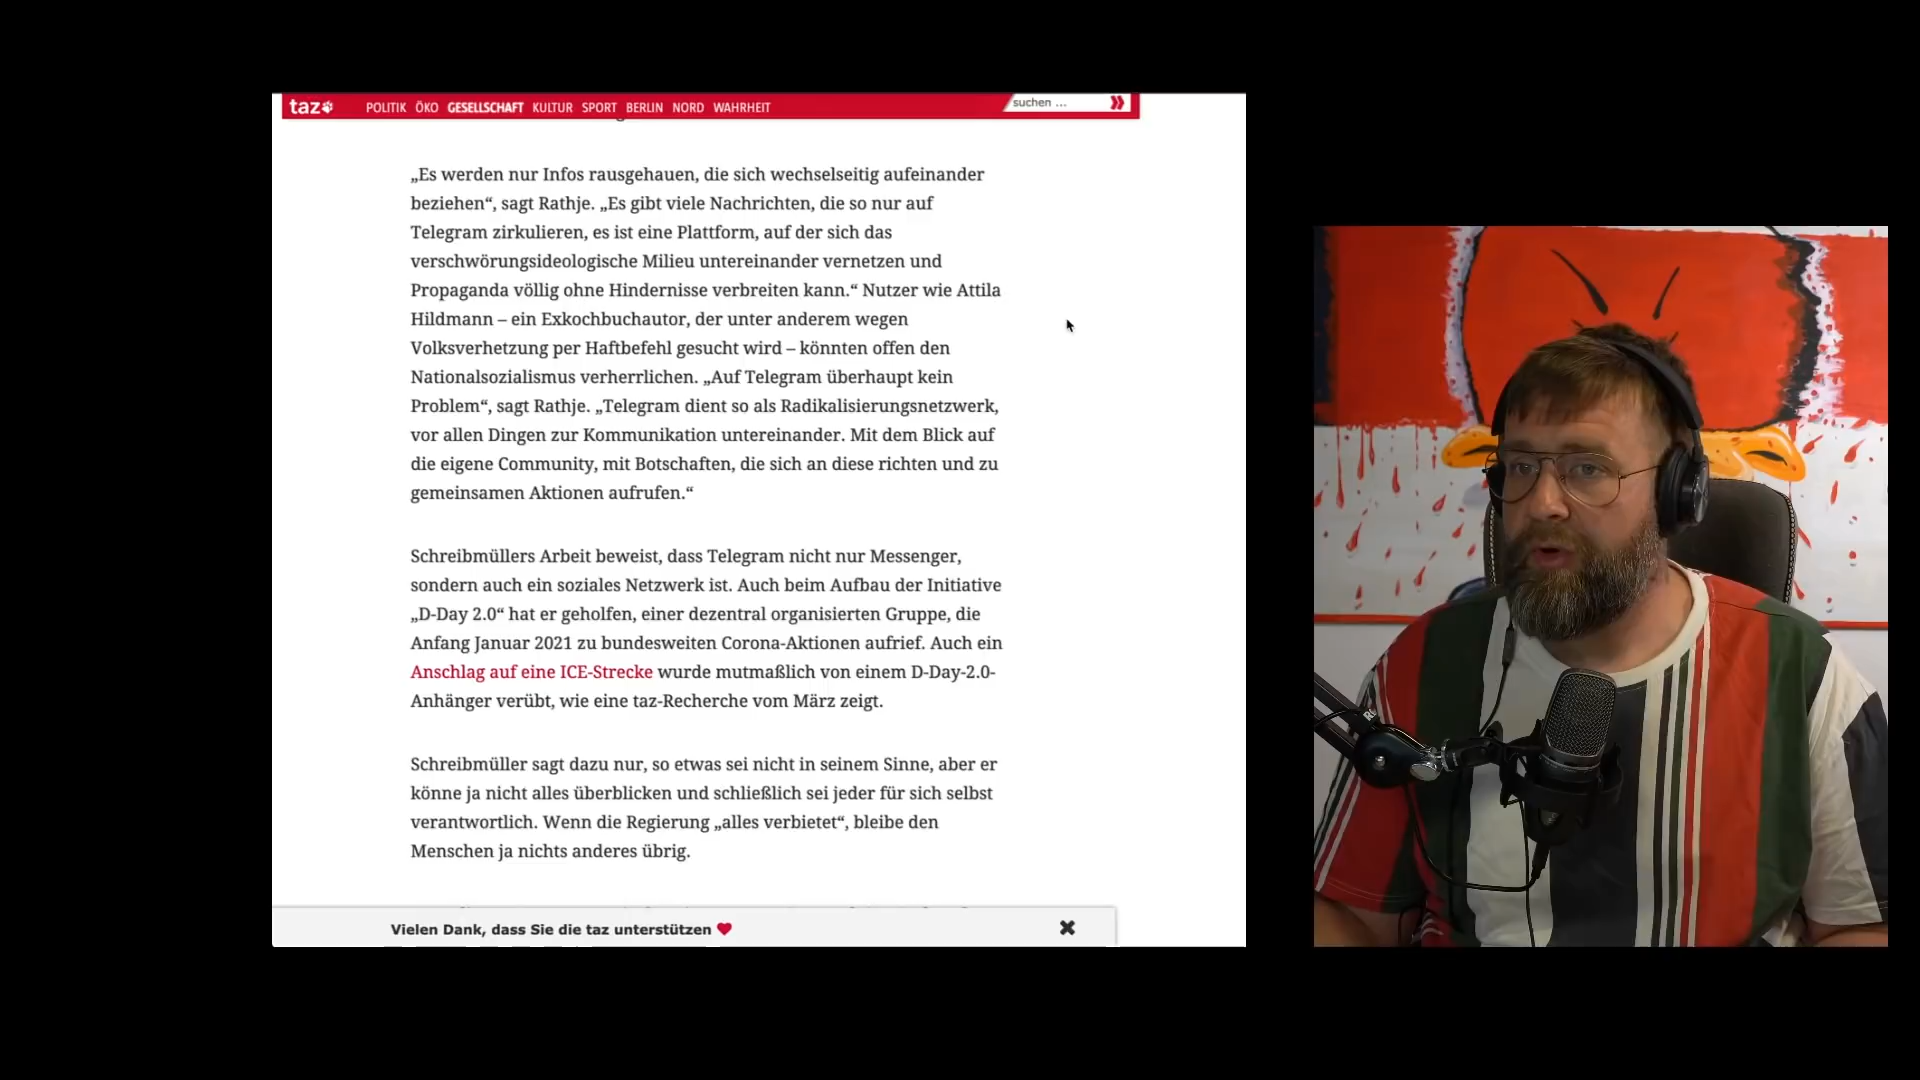 taz
POLITIK ÖKO GESELLSCHAFT KULTUR SPORT BERLIN NORD WAHRHEIT
suchen ...
„Es werden nur Infos rausgehauen, die sich wechselseitig aufeinander
beziehen“, sagt Rathje. „Es gibt viele Nachrichten, die so nur auf
Telegram zirkulieren, es ist eine Plattform, auf der sich das
verschwörungsideologische Milieu untereinander vernetzen und
Propaganda völlig ohne Hindernisse verbreiten kann.“ Nutzer wie Attila
Hildmann – ein Exkochbuchautor, der unter anderem wegen
Volksverhetzung per Haftbefehl gesucht wird – könnten offen den
Nationalsozialismus verherrlichen. „Auf Telegram überhaupt kein
Problem“, sagt Rathje. „Telegram dient so als Radikalisierungsnetzwerk,
vor allen Dingen zur Kommunikation untereinander. Mit dem Blick auf
die eigene Community, mit Botschaften, die sich an diese richten und zu
gemeinsamen Aktionen aufrufen.“
Schreibmüllers Arbeit beweist, dass Telegram nicht nur Messenger,
sondern auch ein soziales Netzwerk ist. Auch beim Aufbau der Initiative
„D-Day 2.0“ hat er geholfen, einer dezentral organisierten Gruppe, die
Anfang Januar 2021 zu bundesweiten Corona-Aktionen aufrief. Auch ein
Anschlag auf eine ICE-Strecke wurde mutmaßlich von einem D-Day-2.0-
Anhänger verübt, wie eine taz-Recherche vom März zeigt.
Schreibmüller sagt dazu nur, so etwas sei nicht in seinem Sinne, aber er
könne ja nicht alles überblicken und schließlich sei jeder für sich selbst
verantwortlich. Wenn die Regierung „alles verbietet“, bleibe den
Menschen ja nichts anderes übrig.
Vielen Dank, dass Sie die taz unterstützen